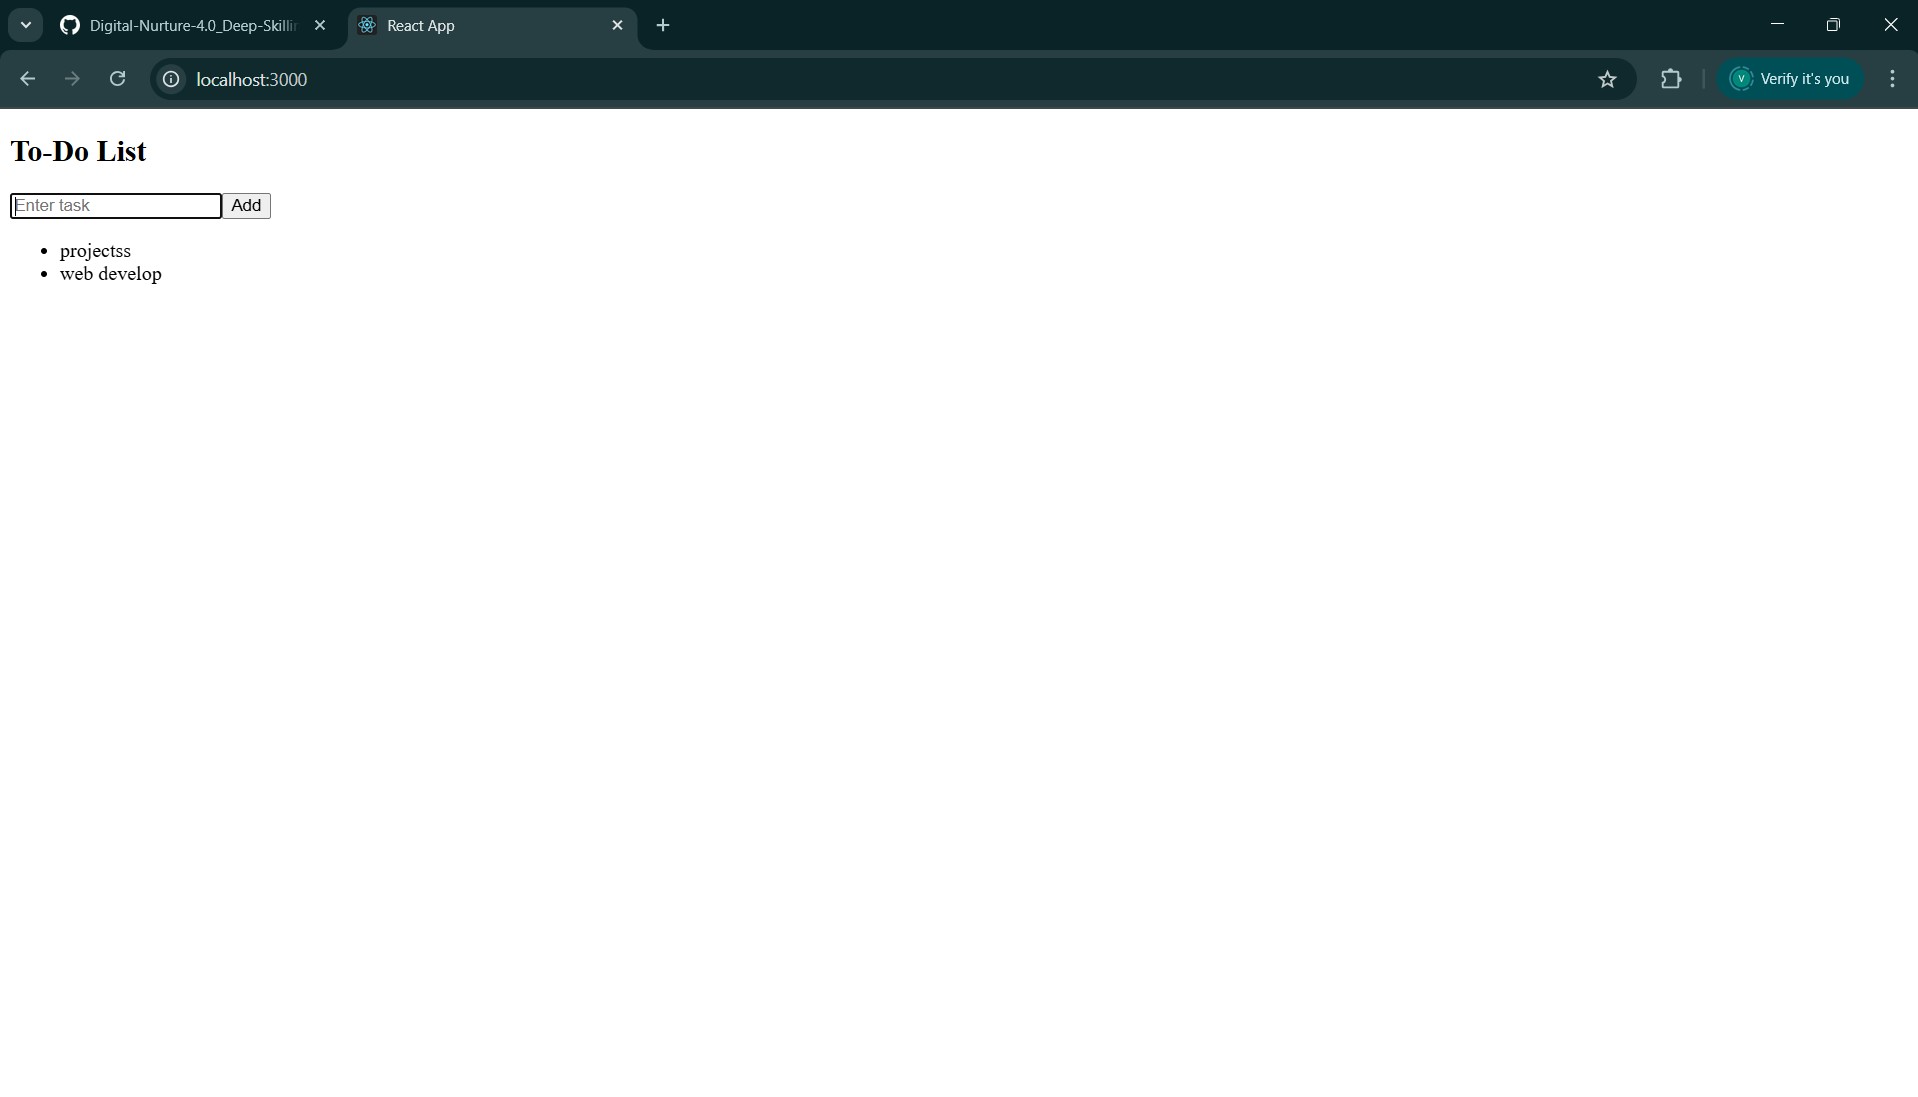 Digital-Nurture-4.0_Deep-Skillin
React App
localhost:3000
V
Verify it's you
To-Do List
Enter task
Add
projectss
web develop